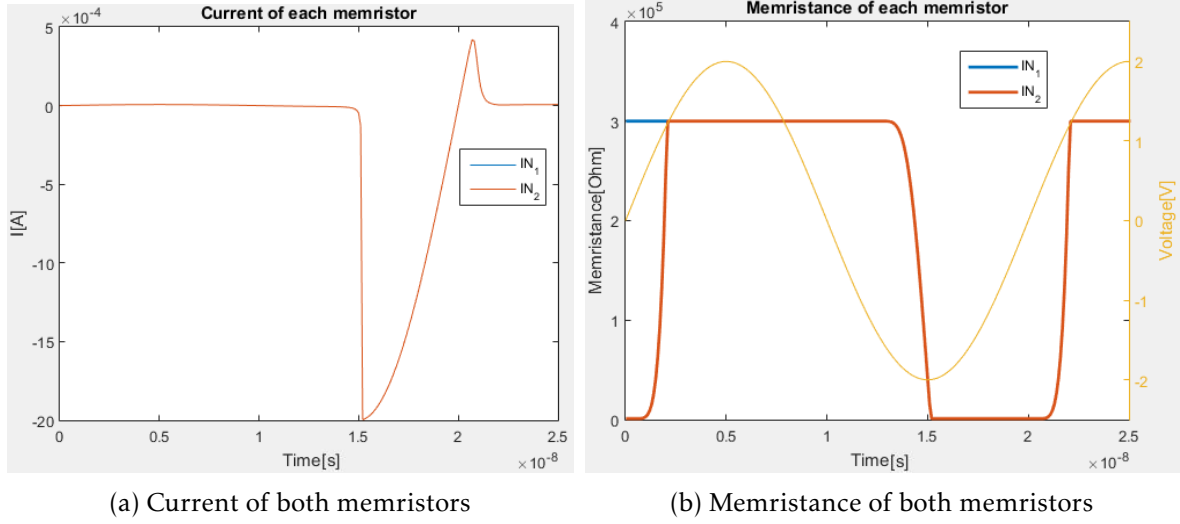 Current of each memristor
5 ×10⁻⁴
0
-5
-10
-15
-20
I[A]
IN₁
IN₂
0 0.5 1 1.5 2 2.5
Time[s]
×10⁻⁸
(a) Current of both memristors
Memristance of each memristor
4 ×10⁵
3
2
1
0
Memristance[Ohm]
IN₁
IN₂
2
1
0
-1
-2
Voltage[V]
0 0.5 1 1.5 2 2.5
Time[s]
×10⁻⁸
(b) Memristance of both memristors